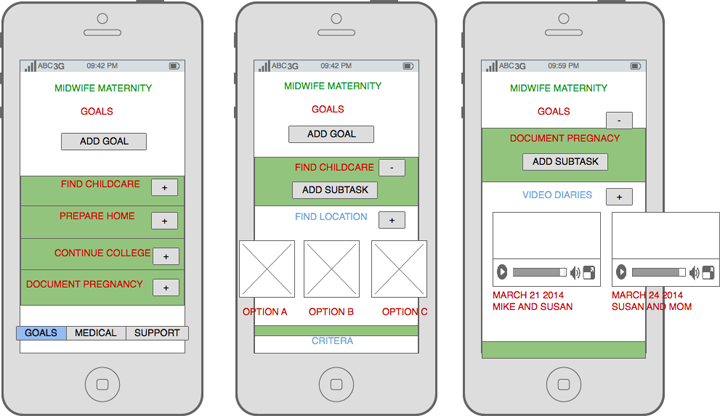 ABC 3G 09:42 PM
MIDWIFE MATERNITY
GOALS
ADD GOAL
FIND CHILDCARE +
PREPARE HOME +
CONTINUE COLLEGE +
DOCUMENT PREGNANCY +
GOALS MEDICAL SUPPORT
ABC 3G 09:42 PM
MIDWIFE MATERNITY
GOALS
ADD GOAL
FIND CHILDCARE -
ADD SUBTASK
FIND LOCATION +
OPTION A OPTION B OPTION C
CRITERA
ABC 3G 09:59 PM
MIDWIFE MATERNITY
GOALS
-
DOCUMENT PREGNACY
ADD SUBTASK
VIDEO DIARIES +
MARCH 21 2014
MIKE AND SUSAN
MARCH 24 2014
SUSAN AND MOM